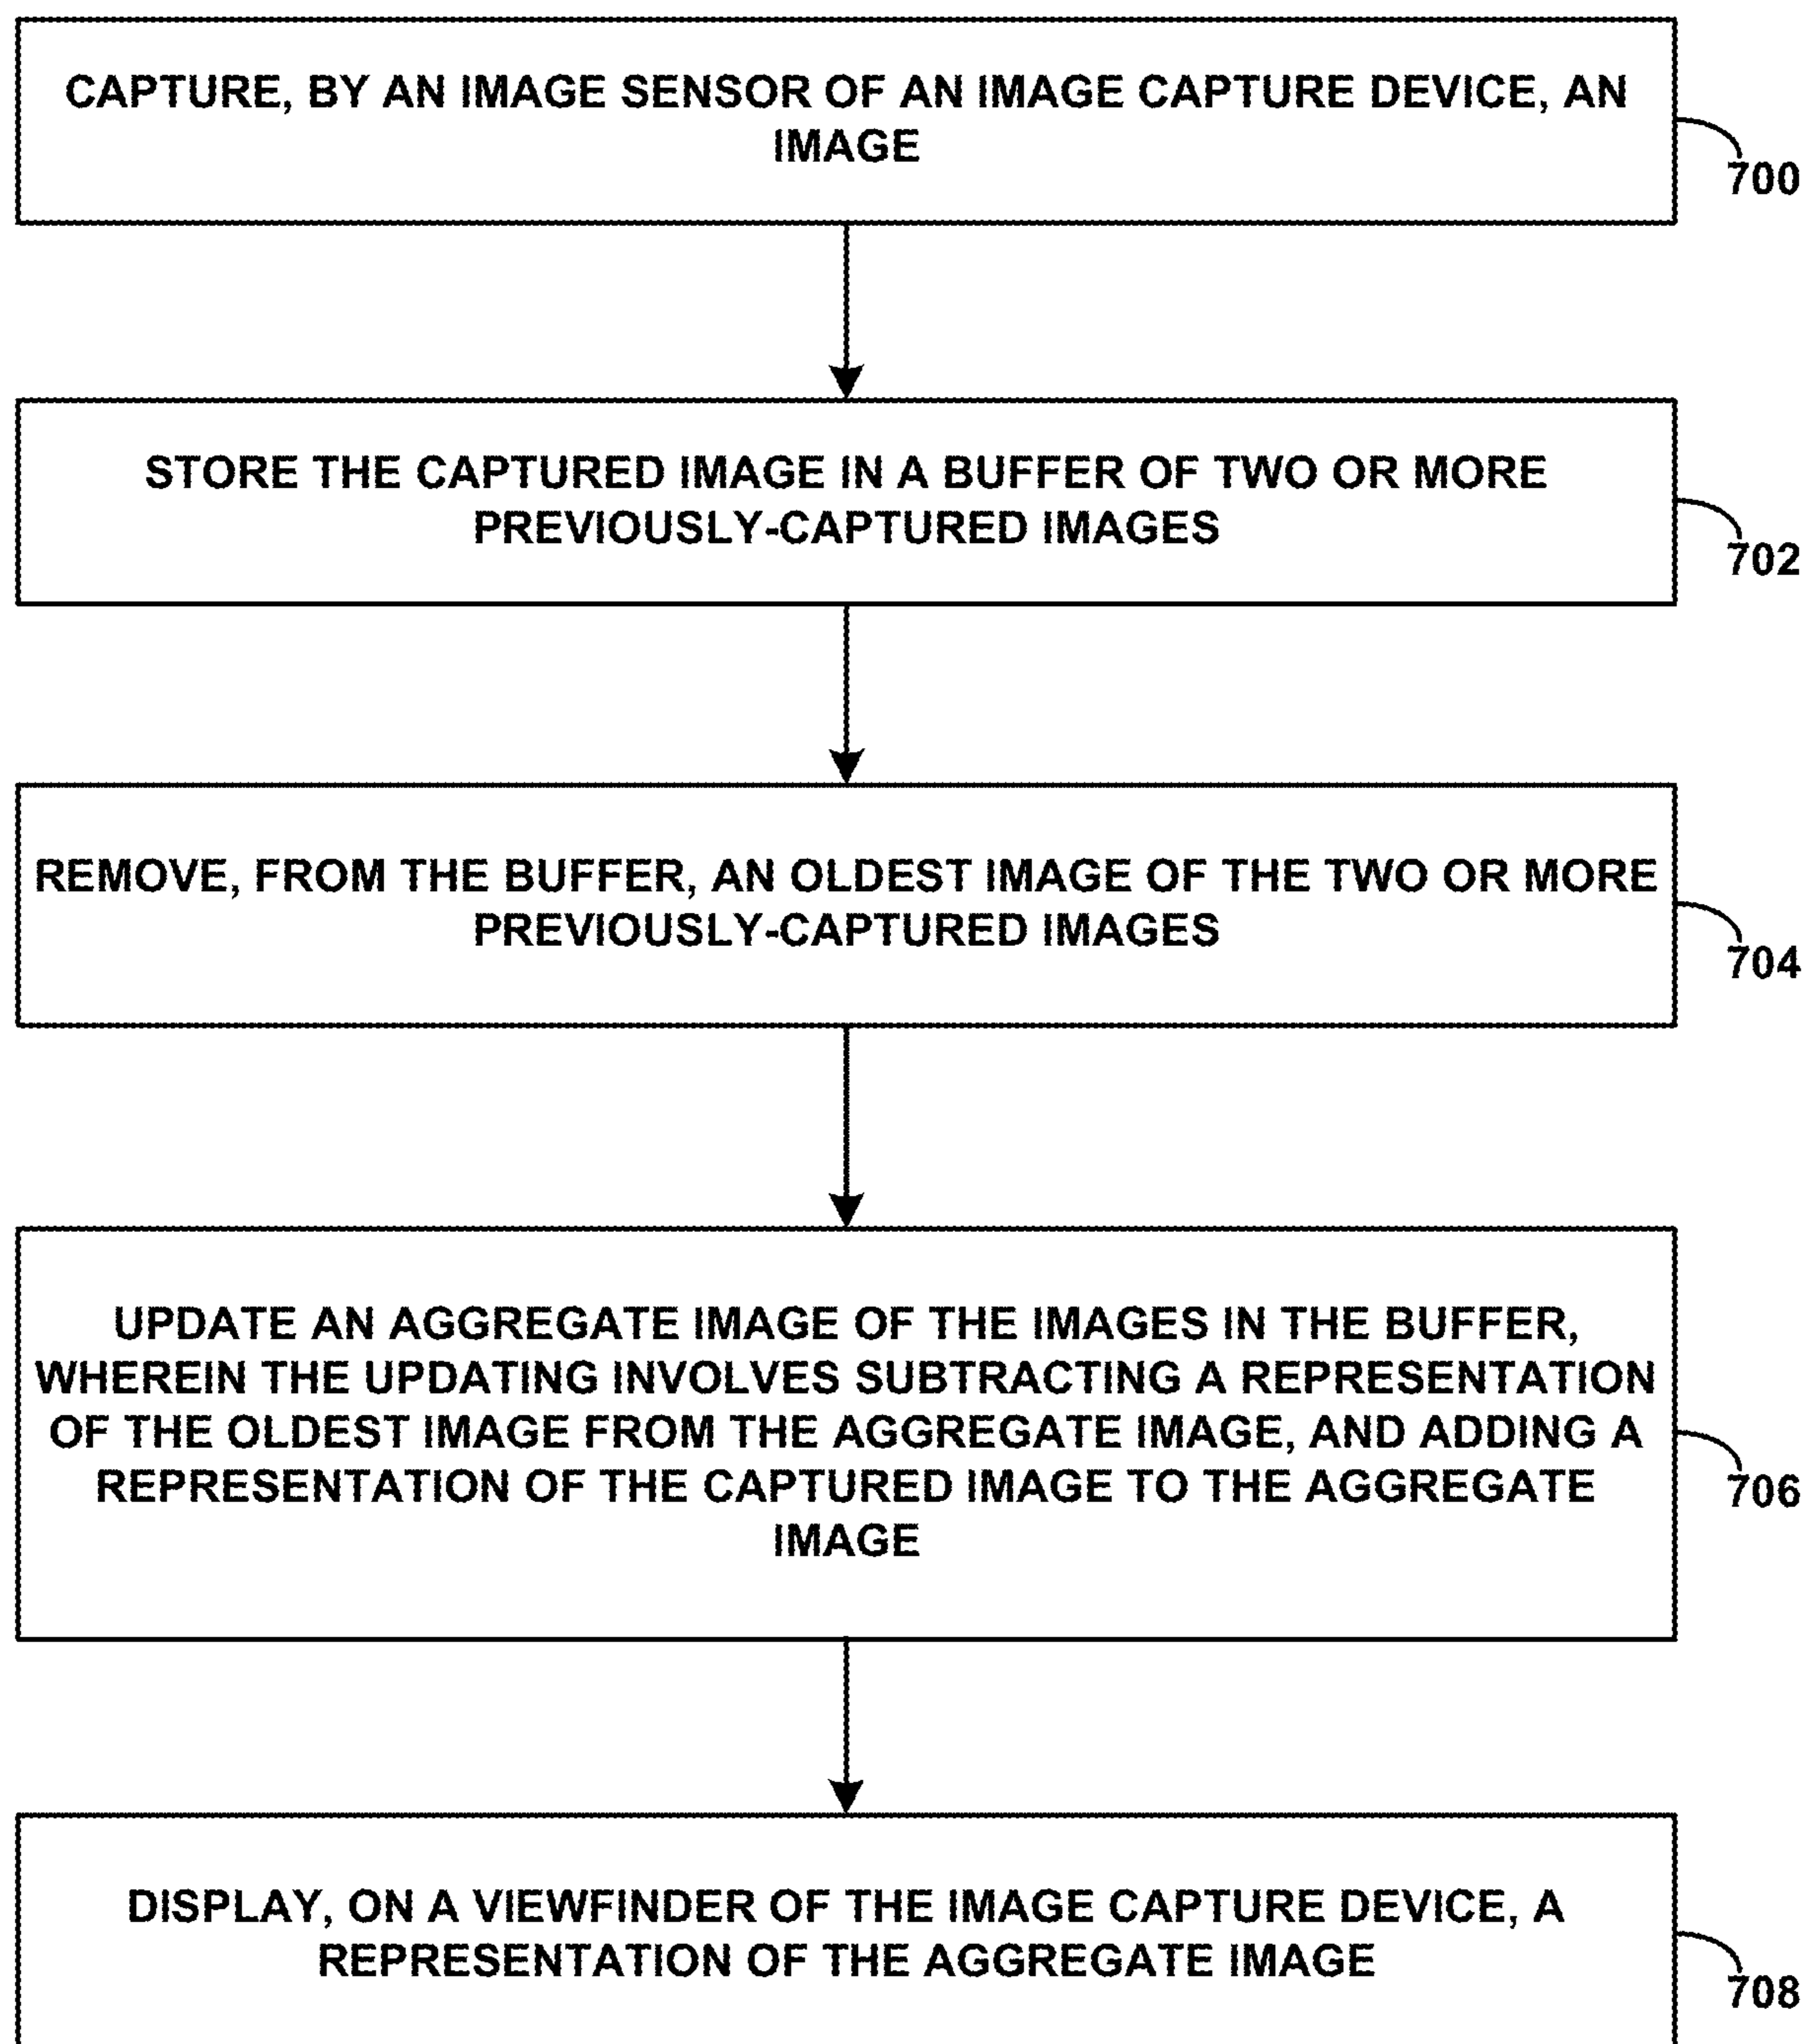 CAPTURE, BY AN IMAGE SENSOR OF AN IMAGE CAPTURE DEVICE, AN
IMAGE
700
STORE THE CAPTURED IMAGE IN A BUFFER OF TWO OR MORE
PREVIOUSLY-CAPTURED IMAGES
702
REMOVE, FROM THE BUFFER, AN OLDEST IMAGE OF THE TWO OR MORE
PREVIOUSLY-CAPTURED IMAGES
704
UPDATE AN AGGREGATE IMAGE OF THE IMAGES IN THE BUFFER,
WHEREIN THE UPDATING INVOLVES SUBTRACTING A REPRESENTATION
OF THE OLDEST IMAGE FROM THE AGGREGATE IMAGE, AND ADDING A
REPRESENTATION OF THE CAPTURED IMAGE TO THE AGGREGATE
IMAGE
706
DISPLAY, ON A VIEWFINDER OF THE IMAGE CAPTURE DEVICE, A
REPRESENTATION OF THE AGGREGATE IMAGE
708